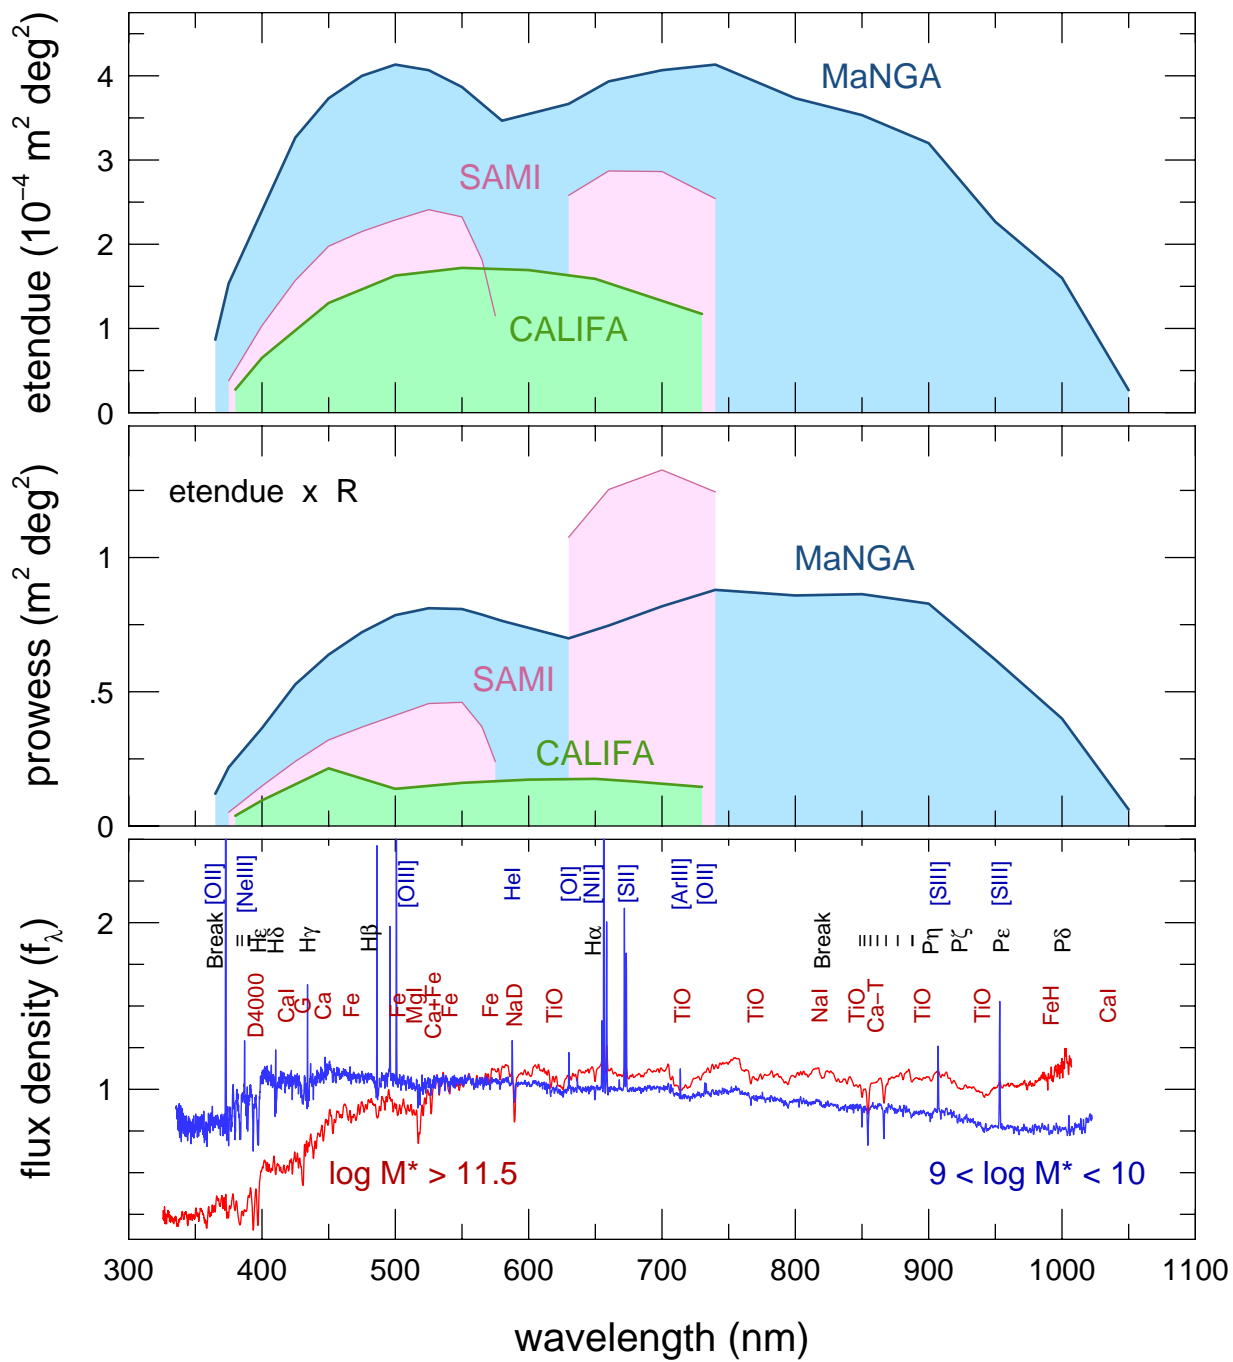 etendue (10⁻⁴ m² deg²)
4
3
2
1
0
MaNGA
SAMI
CALIFA
prowess (m² deg²)
1
.5
0
etendue x R
MaNGA
SAMI
CALIFA
flux density (fλ)
2
1
[OII]
[NeIII]
[OIII]
HeI
[OI]
[NII]
[SII]
[ArIII]
[OII]
[SIII]
[SIII]
Break
Hε
Hδ
Hγ
Hβ
Hα
Break
Pη
Pζ
Pε
Pδ
D4000
CaI
G
Ca
Fe
Fe
MgI
Ca+Fe
Fe
Fe
NaD
TiO
TiO
TiO
NaI
TiO
Ca−T
TiO
TiO
FeH
CaI
log M* > 11.5
9 < log M* < 10
300 400 500 600 700 800 900 1000 1100
wavelength (nm)